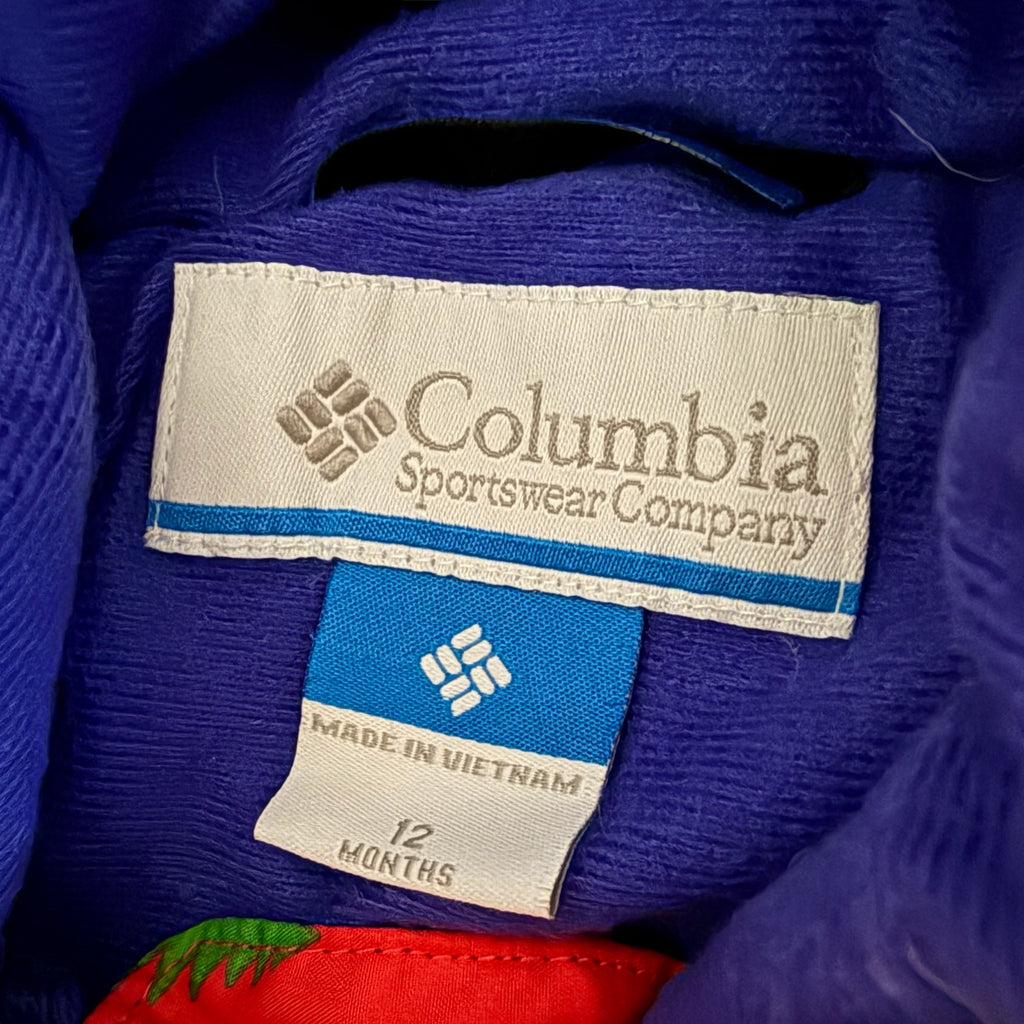 Columbia
Sportswear Company
MADE IN VIETNAM
12
MONTHS